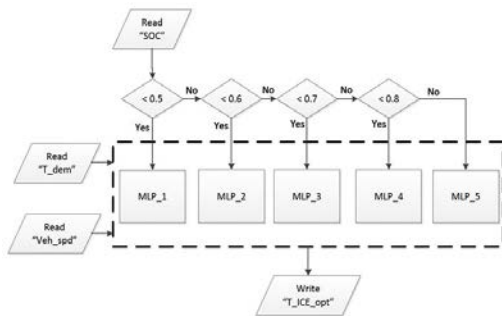 Read
"SOC"
< 0.5
No
< 0.6
No
< 0.7
No
< 0.8
No
Yes
Yes
Yes
Yes
Read
"T_dem"
MLP_1
MLP_2
MLP_3
MLP_4
MLP_5
Read
"Veh_spd"
Write
"T_ICE_opt"